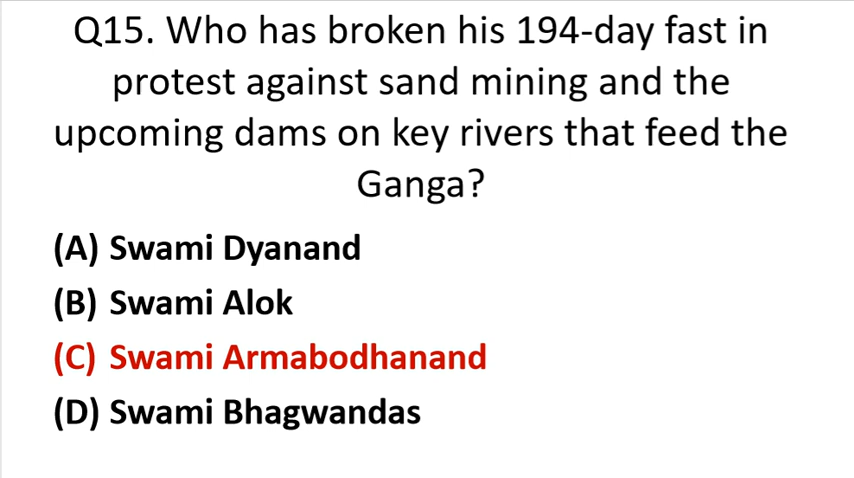 Q15. Who has broken his 194-day fast in
protest against sand mining and the
upcoming dams on key rivers that feed the
Ganga?
(A) Swami Dyanand
(B) Swami Alok
(C) Swami Armabodhanand
(D) Swami Bhagwandas